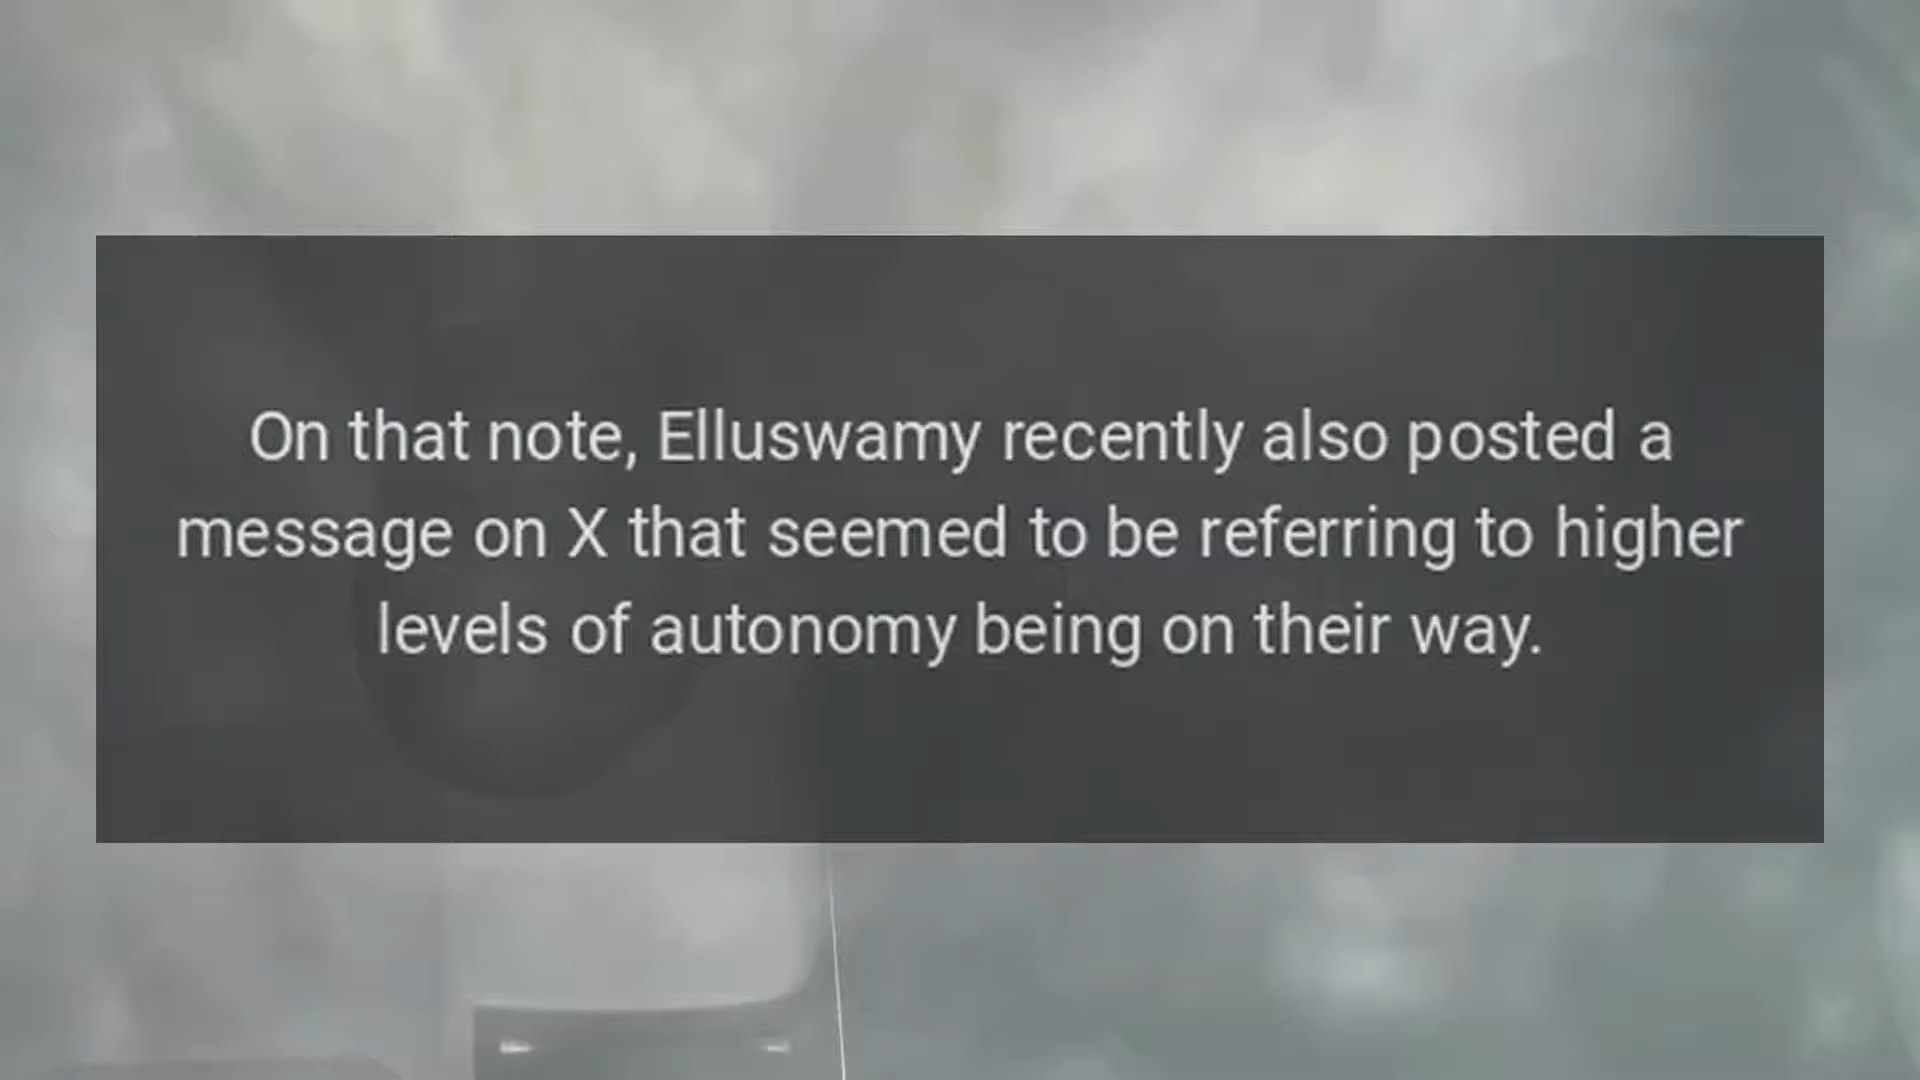 On that note, Elluswamy recently also posted a
message on X that seemed to be referring to higher
levels of autonomy being on their way.